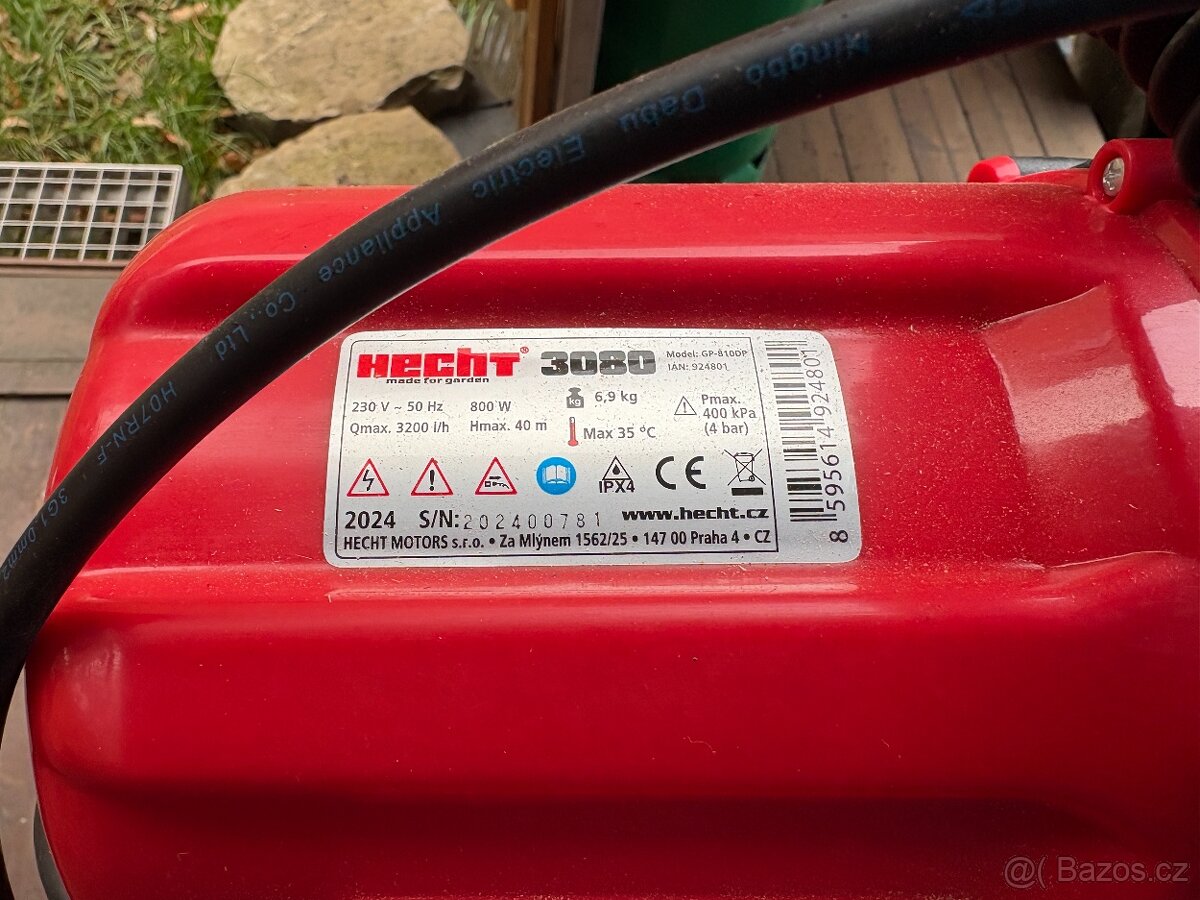 Ningbo Dabu Electric Appliance Co., Ltd H07RN-F 3G1.0mm2
HECHT® 3080 Model: GP-810DP
made for garden IAN: 924801
230 V ~ 50 Hz 800 W kg 6,9 kg Pmax. 400 kPa (4 bar)
Qmax. 3200 l/h Hmax. 40 m Max 35 °C
IPX4 CE
2024 S/N: 202400781 www.hecht.cz
HECHT MOTORS s.r.o. • Za Mlýnem 1562/25 • 147 00 Praha 4 • CZ
8 595614 924801
@( Bazos.cz